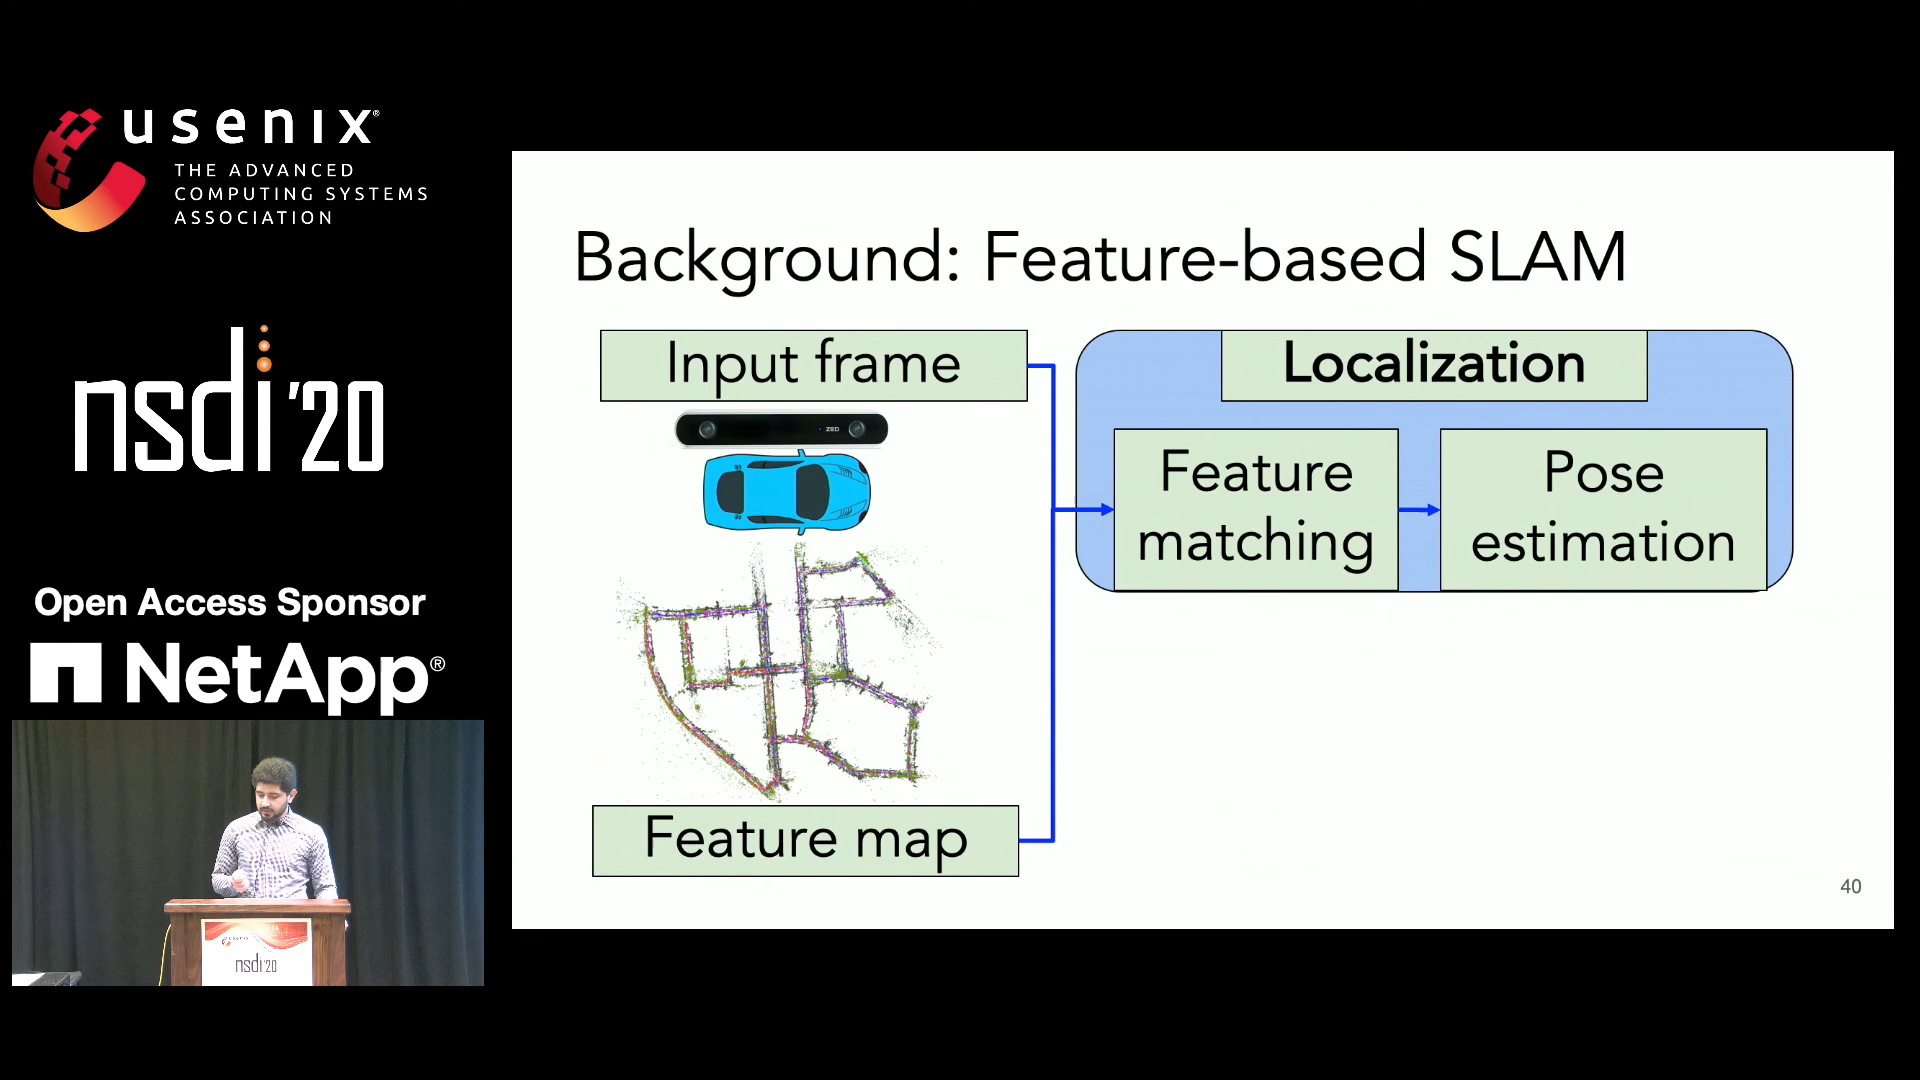 usenix®
THE ADVANCED
COMPUTING SYSTEMS
ASSOCIATION
nsdi '20
Open Access Sponsor
NetApp®
usenix
nsdi '20
Background: Feature-based SLAM
Input frame
ZED
Feature map
Localization
Feature
matching
Pose
estimation
40